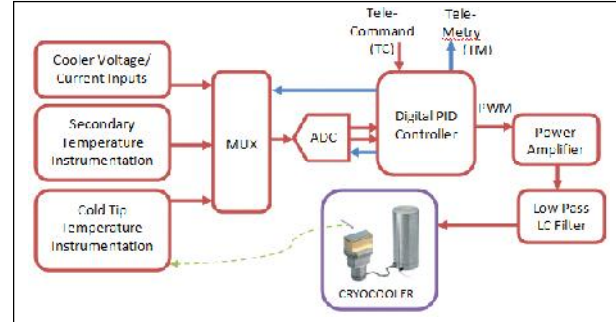 Tele-
Command
(TC)
Tele-
Metry
(TM)
Cooler Voltage/
Current Inputs
Secondary
Temperature
Instrumentation
Cold Tip
Temperature
Instrumentation
MUX
ADC
Digital PID
Controller
PWM
Power
Amplifier
Low Pass
LC Filter
CRYOCOOLER